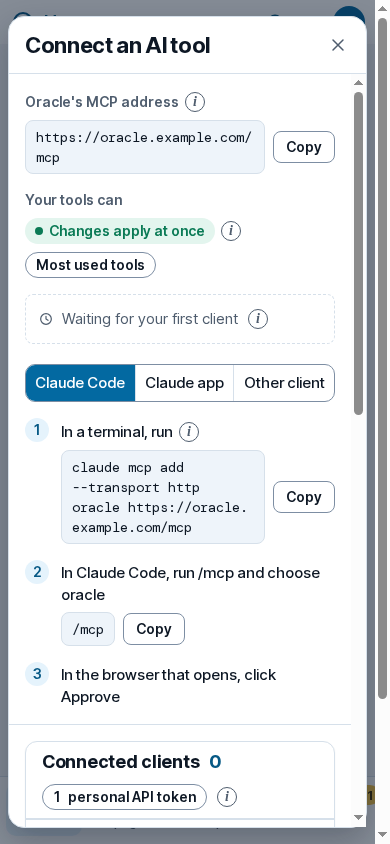 Connect an AI tool
Oracle's MCP address
https://oracle.example.com/
mcp
Copy
Your tools can
Changes apply at once
Most used tools
Waiting for your first client
Claude Code
Claude app
Other client
1
In a terminal, run
claude mcp add
--transport http
oracle https://oracle.
example.com/mcp
Copy
2
In Claude Code, run /mcp and choose
oracle
/mcp
Copy
3
In the browser that opens, click
Approve
Connected clients 0
1 personal API token